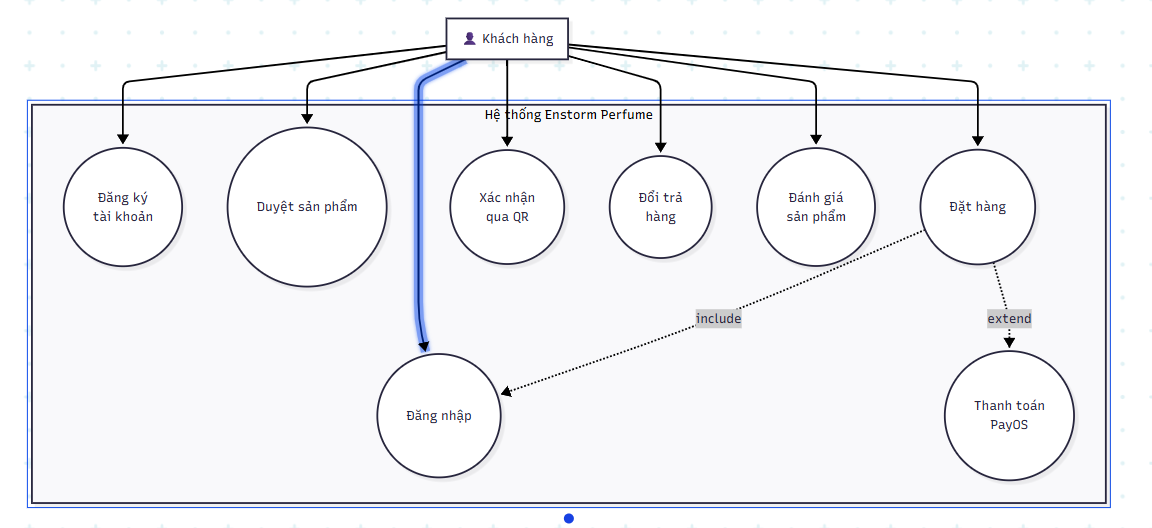 👤 Khách hàng
Hệ thống Enstorm Perfume
Đăng ký
tài khoản
Duyệt sản phẩm
Xác nhận
qua QR
Đổi trả
hàng
Đánh giá
sản phẩm
Đặt hàng
include
extend
Đăng nhập
Thanh toán
PayOS